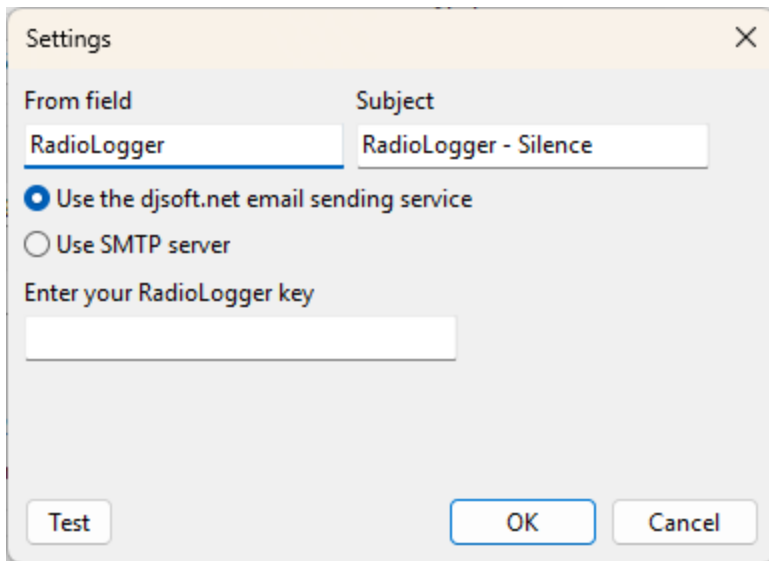 Settings
From field
Subject
RadioLogger
RadioLogger - Silence
Use the djsoft.net email sending service
Use SMTP server
Enter your RadioLogger key
Test
OK
Cancel